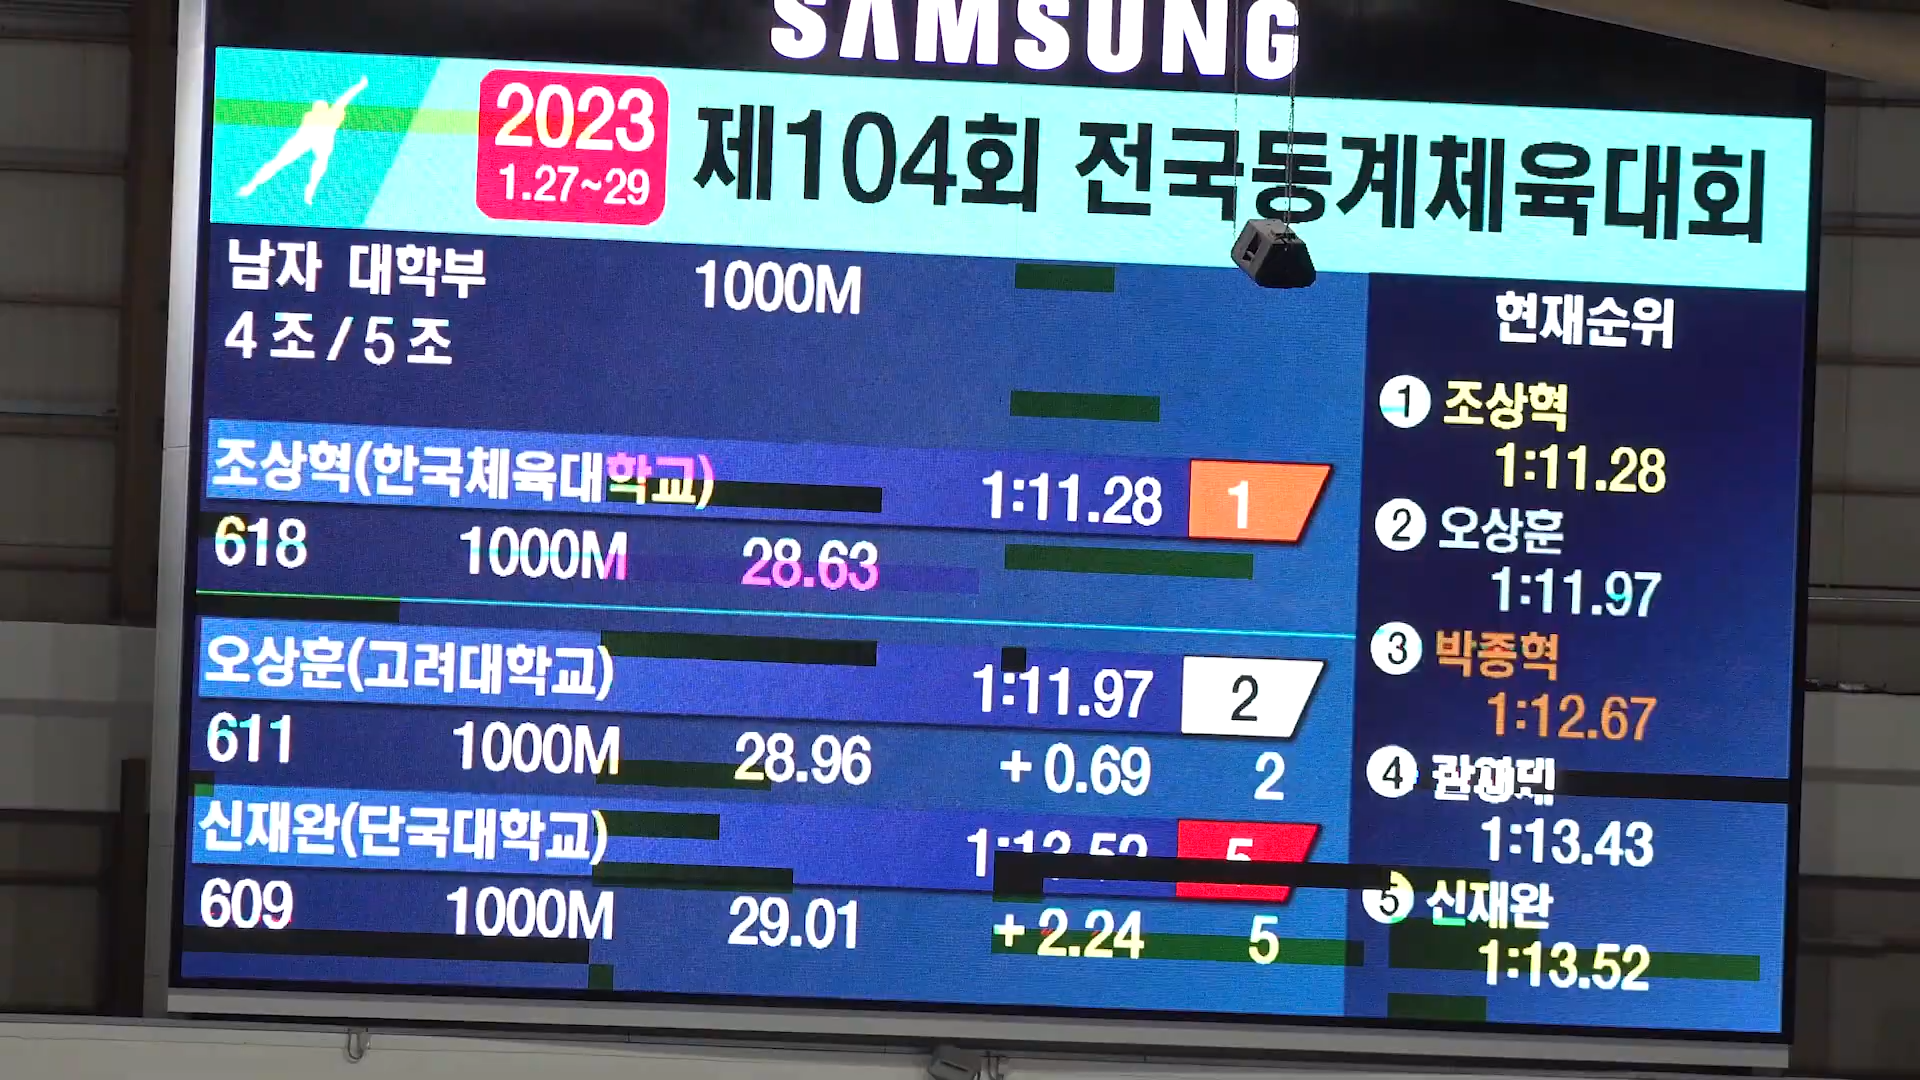 SAMSUNG
2023
1.27~29
제104회 전국동계체육대회
남자 대학부 1000M
4 조 / 5 조
조상혁(한국체육대학교) 1:11.28 1
618 1000M 28.63
오상훈(고려대학교) 1:11.97 2
611 1000M 28.96 + 0.69 2
신재완(단국대학교) 1:13.52 5
609 1000M 29.01 + 2.24 5
현재순위
1 조상혁
1:11.28
2 오상훈
1:11.97
3 박종혁
1:12.67
4
1:13.43
5 신재완
1:13.52